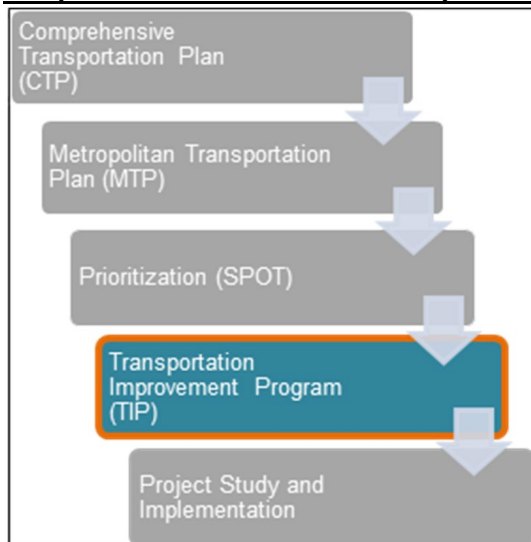 Comprehensive
Transportation Plan
(CTP)
Metropolitan Transportation
Plan (MTP)
Prioritization (SPOT)
Transportation
Improvement Program
(TIP)
Project Study and
Implementation